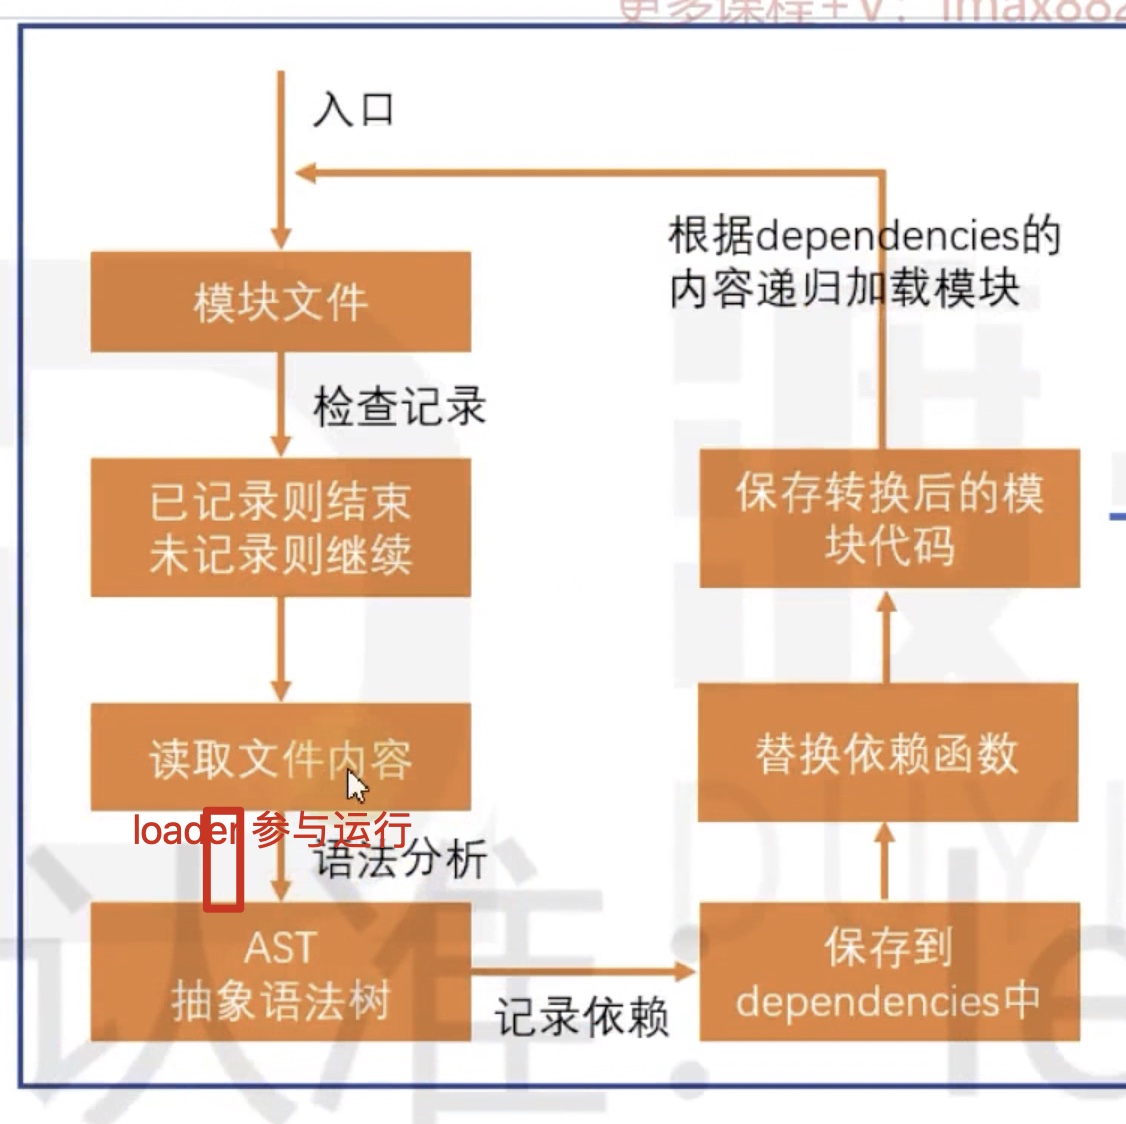 更多课程+V：imax882
入口
根据dependencies的
内容递归加载模块
模块文件
检查记录
已记录则结束
未记录则继续
保存转换后的模
块代码
读取文件内容
替换依赖函数
loader 参与运行
语法分析
AST
抽象语法树
记录依赖
保存到
dependencies中